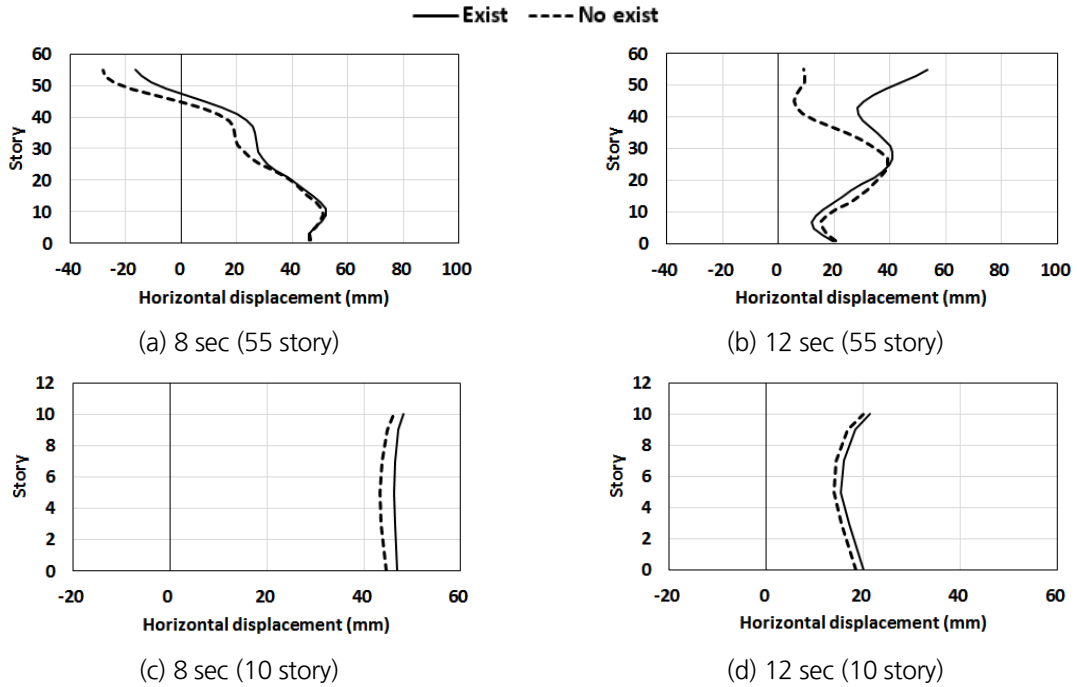 Exist No exist
60
50
40
30
20
10
0
Story
-40 -20 0 20 40 60 80 100
Horizontal displacement (mm)
(a) 8 sec (55 story)
60
50
40
30
20
10
0
Story
-40 -20 0 20 40 60 80 100
Horizontal displacement (mm)
(b) 12 sec (55 story)
12
10
8
6
4
2
0
Story
-20 0 20 40 60
Horizontal displacement (mm)
(c) 8 sec (10 story)
12
10
8
6
4
2
0
Story
-20 0 20 40 60
Horizontal displacement (mm)
(d) 12 sec (10 story)